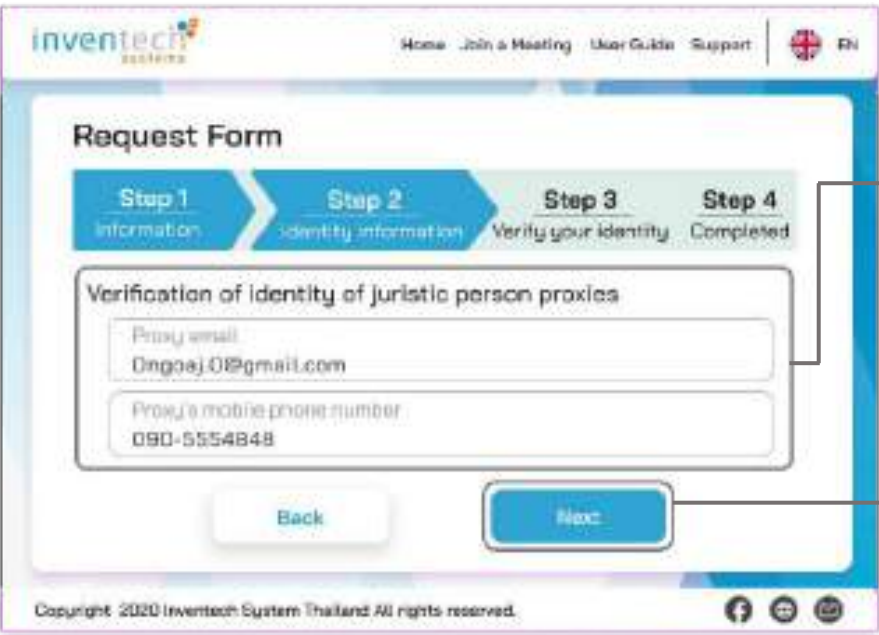 inventech
systems
Home Join a Meeting User Guide Support EN
Request Form
Step 1 Step 2 Step 3 Step 4
Information Identity information Verify your identity Completed
Verification of identity of juristic person proxies
Proxy email
@gmail.com
Proxy's mobile phone number
090-5554848
Back Next
Copyright 2020 Inventech System Thailand All rights reserved.